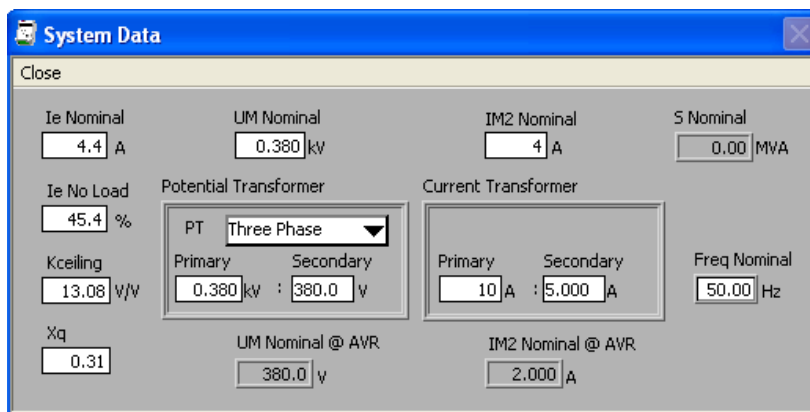 System Data
Close
Ie Nominal UM Nominal IM2 Nominal S Nominal
4.4 A 0.380 kV 4 A 0.00 MVA
Ie No Load Potential Transformer Current Transformer
45.4 % PT Three Phase
Kceiling Primary Secondary Primary Secondary Freq Nominal
13.08 V/V 0.380 kV : 380.0 V 10 A : 5.000 A 50.00 Hz
Xq UM Nominal @ AVR IM2 Nominal @ AVR
0.31 380.0 V 2.000 A